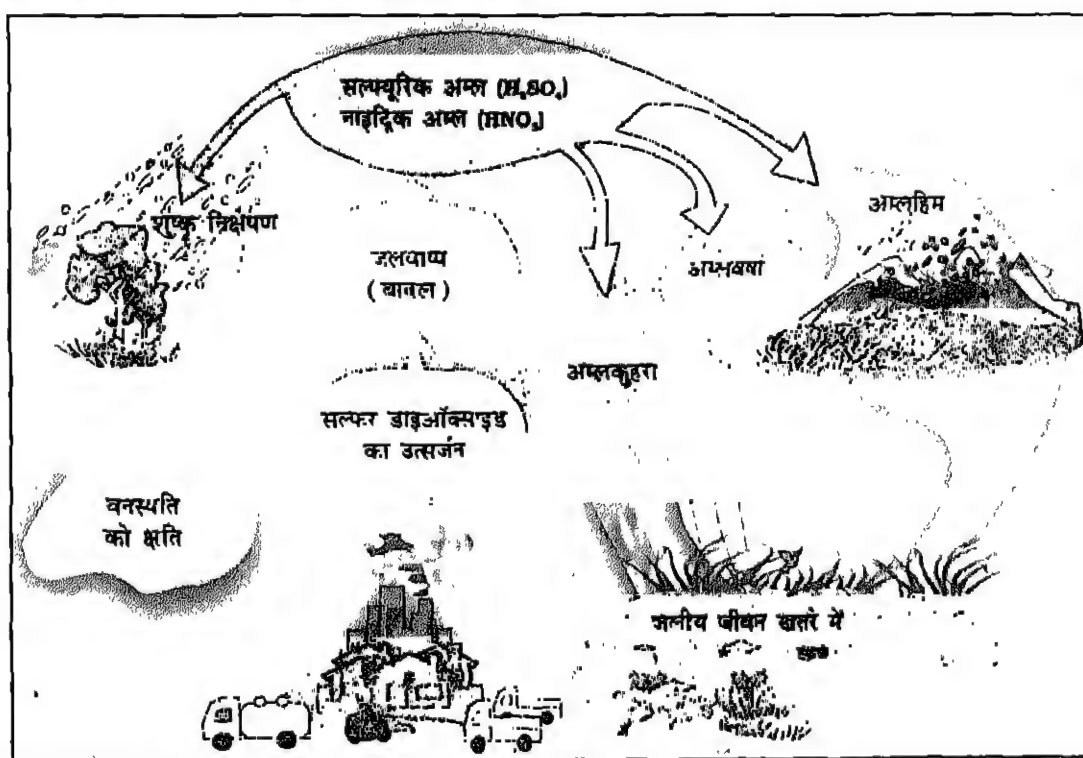 सल्फ्यूरिक अम्ल (H₂SO₄)
नाइट्रिक अम्ल (HNO₃)
शुष्क निक्षेपण
अम्लहिम
जलवाष्प
(बादल)
अम्लवर्षा
अम्लकुहरा
सल्फर डाइऑक्साइड
का उत्सर्जन
वनस्पति
को क्षति
जलीय जीवन खतरे में